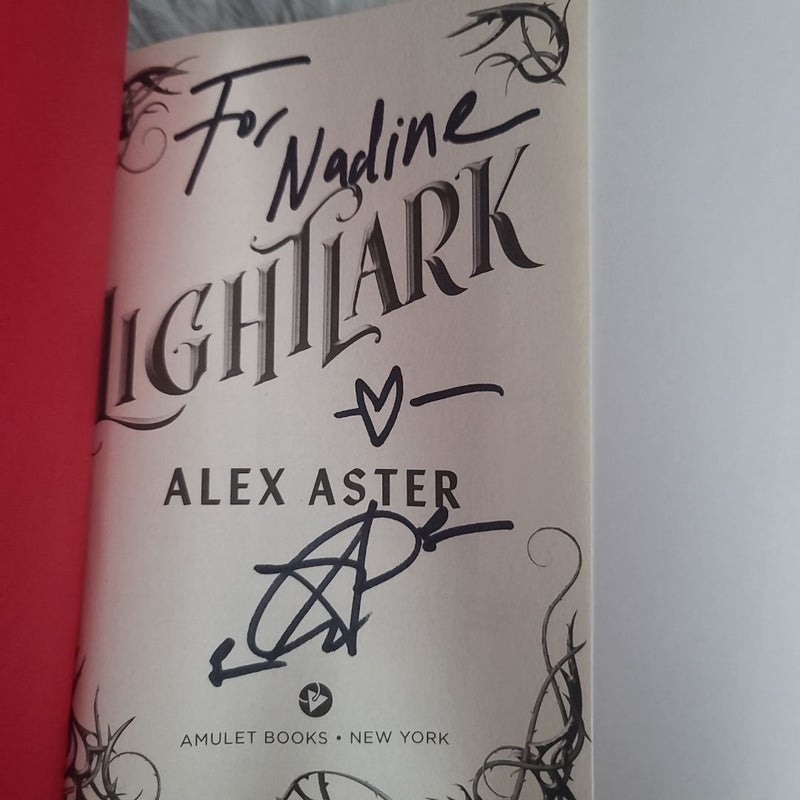 For
Nadine
LIGHTLARK
ALEX ASTER
AMULET BOOKS • NEW YORK